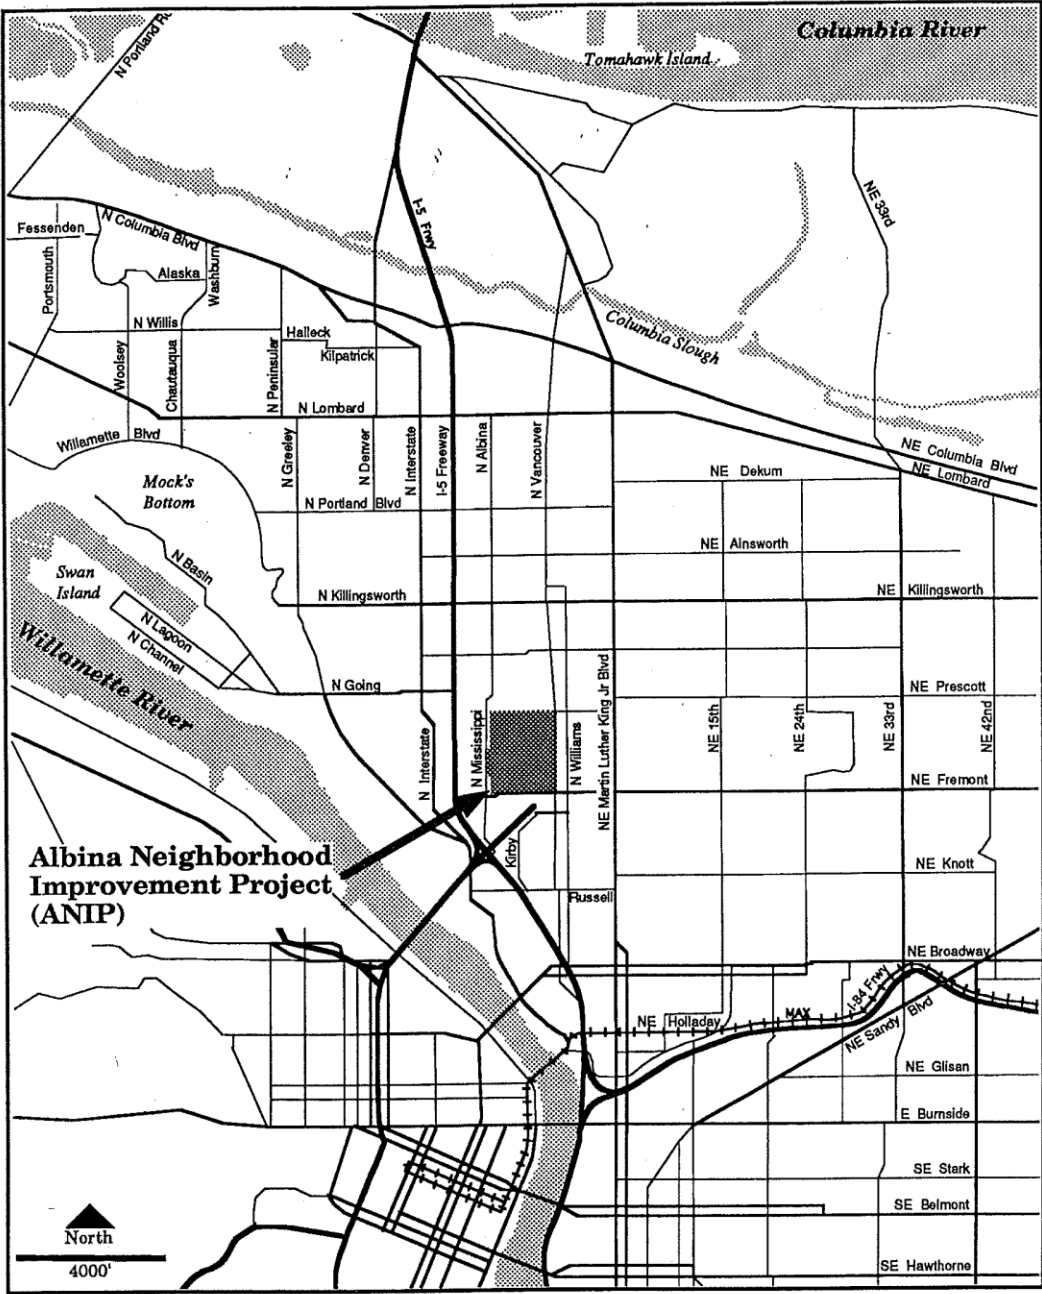 Columbia River
Tomahawk Island
N Portland Rd
I-5 Frwy
NE 33rd
Fessenden
N Columbia Blvd
Portsmouth
Alaska
Washburn
N Willis
Halleck
Kilpatrick
Woolsey
Chautauqua
N Peninsular
Columbia Slough
N Lombard
Willamette Blvd
N Greeley
N Denver
N Interstate
I-5 Freeway
N Albina
N Vancouver
NE Columbia Blvd
NE Lombard
NE Dekum
Mock's
Bottom
N Portland Blvd
NE Ainsworth
N Basin
Swan
Island
N Killingsworth
NE Killingsworth
N Lagoon
N Channel
Willamette River
N Going
NE Prescott
N Interstate
N Mississippi
N Williams
NE Martin Luther King Jr Blvd
NE 15th
NE 24th
NE 33rd
NE 42nd
NE Fremont
Albina Neighborhood
Improvement Project
(ANIP)
Kirby
NE Knott
Russell
NE Broadway
I-84 Frwy
MAX
NE Holladay
NE Sandy Blvd
NE Glisan
E Burnside
SE Stark
SE Belmont
SE Hawthorne
North
4000'